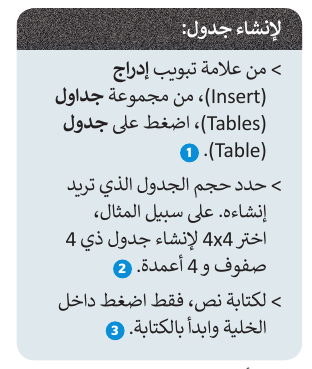 لإنشاء جدول:
> من علامة تبويب إدراج
(Insert)، من مجموعة جداول
(Tables)، اضغط على جدول
(Table). 1
> حدد حجم الجدول الذي تريد
إنشاءه. على سبيل المثال،
اختر 4x4 لإنشاء جدول ذي 4
صفوف و 4 أعمدة. 2
> لكتابة نص، فقط اضغط داخل
الخلية وابدأ بالكتابة. 3